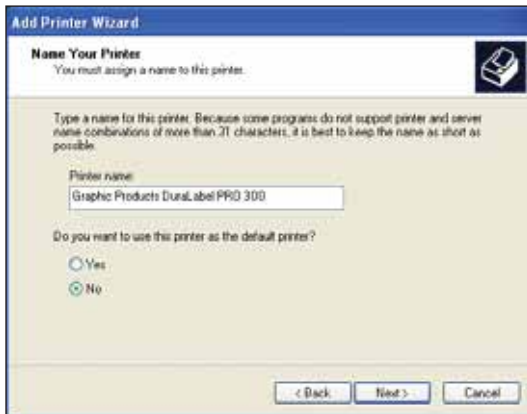 Add Printer Wizard
Name Your Printer
You must assign a name to this printer.
Type a name for this printer. Because some programs do not support printer and server
name combinations of more than 31 characters, it is best to keep the name as short as
possible.
Printer name:
Graphic Products DuraLabel PRO 300
Do you want to use this printer as the default printer?
Yes
No
< Back
Next >
Cancel